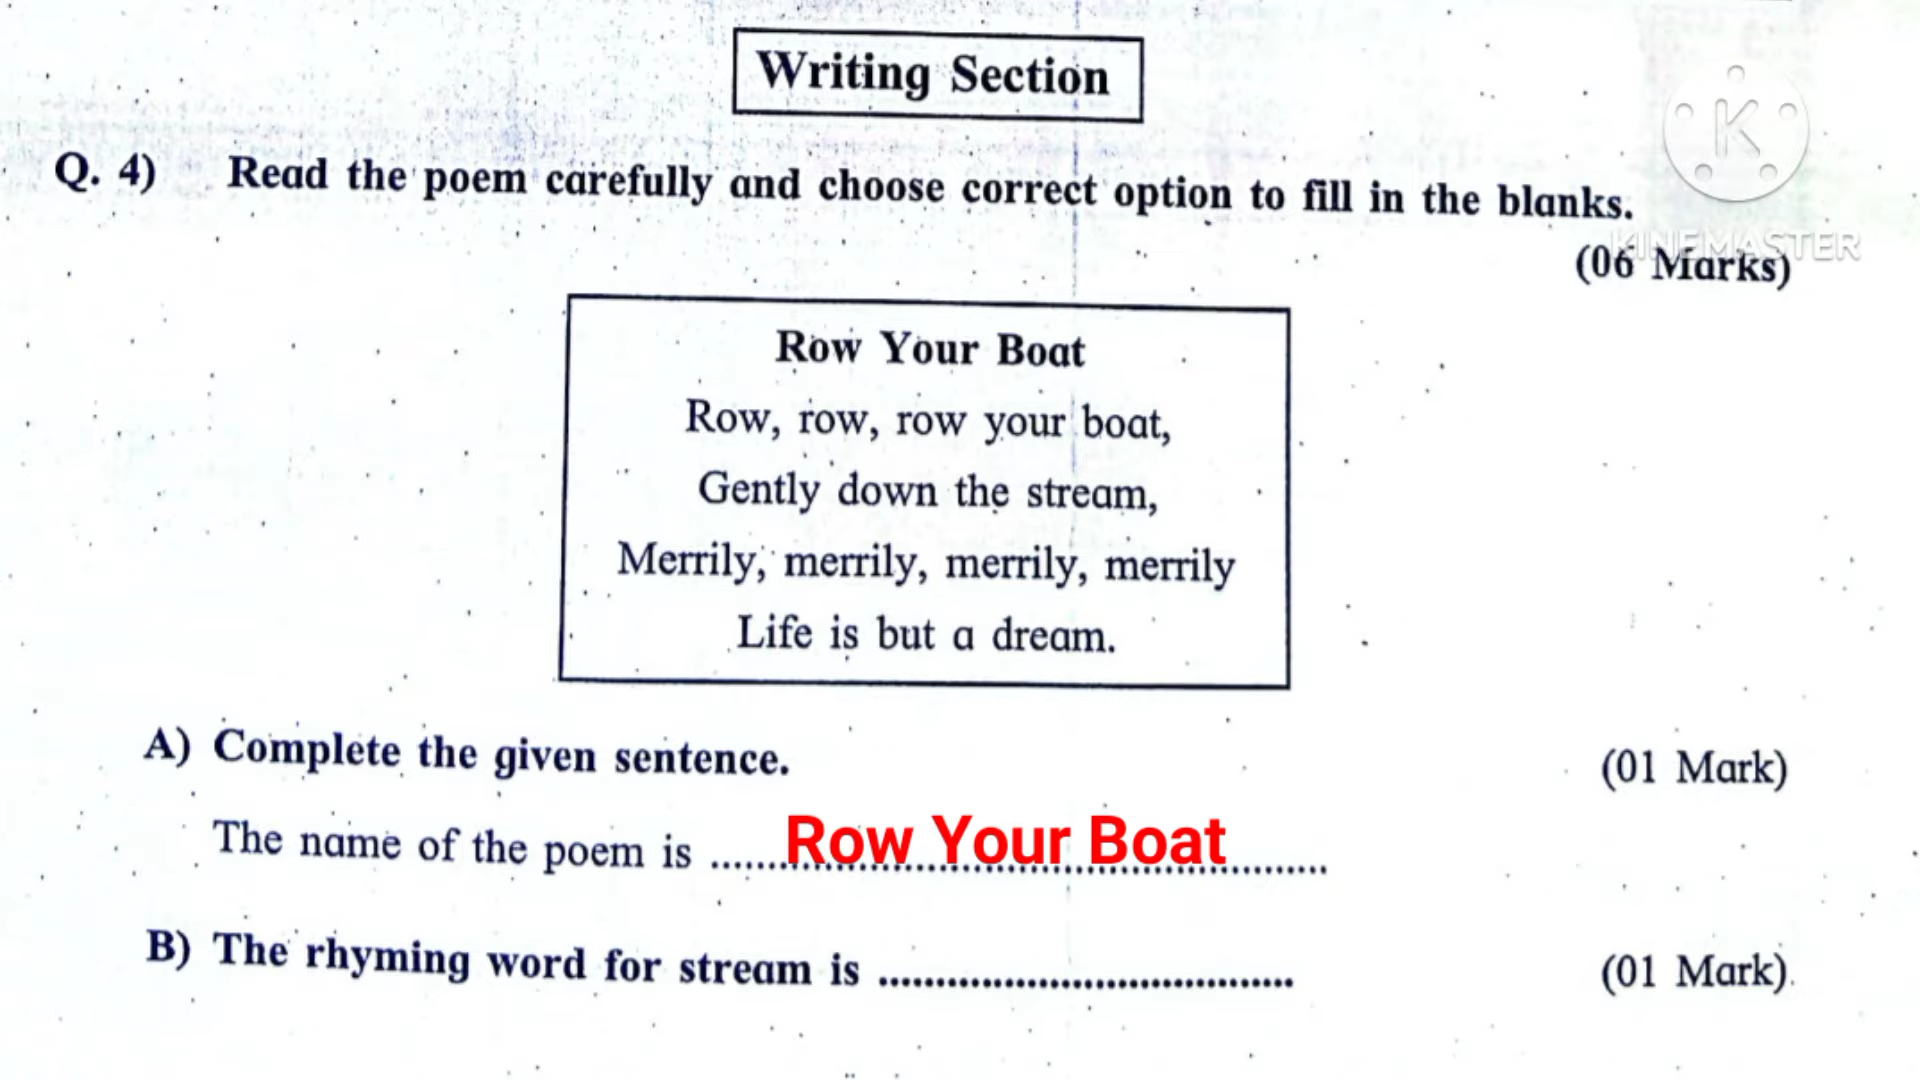 Writing Section
Q. 4) Read the poem carefully and choose correct option to fill in the blanks.
K
KINEMASTER
(06 Marks)
Row Your Boat
Row, row, row your boat,
Gently down the stream,
Merrily, merrily, merrily, merrily
Life is but a dream.
A) Complete the given sentence. (01 Mark)
The name of the poem is ......Row Your Boat......
B) The rhyming word for stream is .................................... (01 Mark).